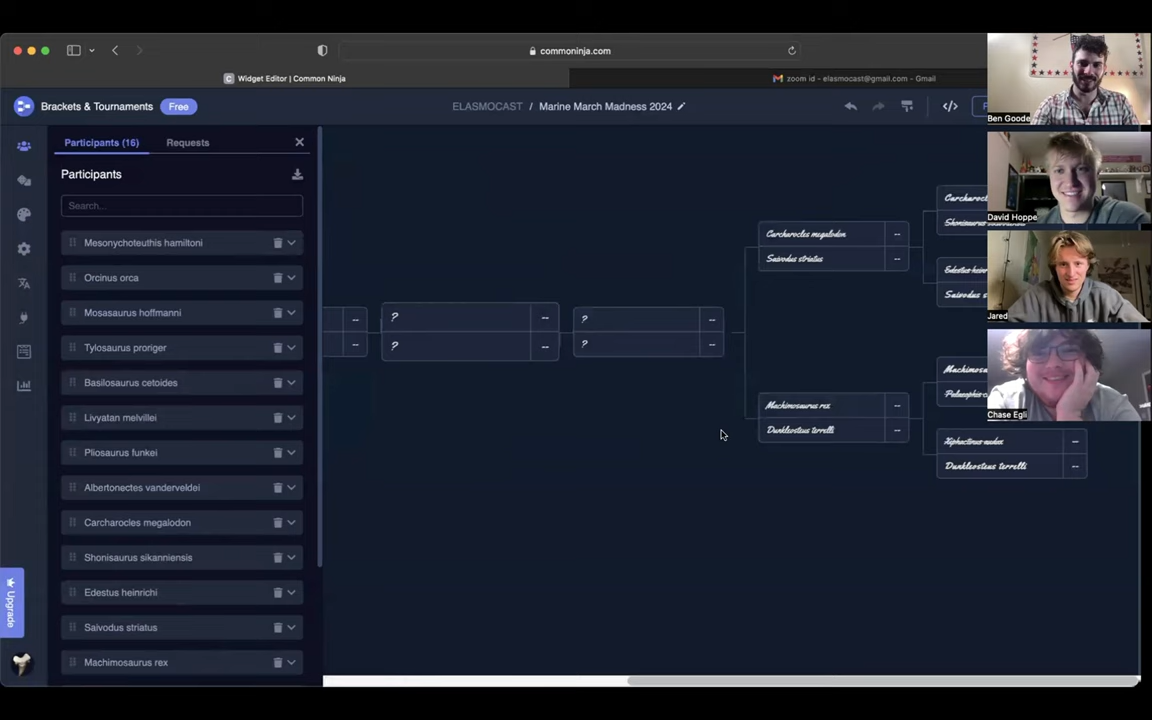 commoninja.com
Widget Editor | Common Ninja
zoom id - elasmocast@gmail.com - Gmail
Brackets & Tournaments
Free
ELASMOCAST / Marine March Madness 2024
Participants (16)
Requests
Participants
Search...
Mesonychoteuthis hamiltoni
Orcinus orca
Mosasaurus hoffmanni
Tylosaurus proriger
Basilosaurus cetoides
Livyatan melvillei
Pliosaurus funkei
Albertonectes vanderveldei
Carcharocles megalodon
Shonisaurus sikanniensis
Edestus heinrichi
Saivodus striatus
Machimosaurus rex
Upgrade
--
--
? --
? --
? --
? --
Carcharocles megalodon --
Saivodus striatus --
Machimosaurus rex --
Dunkleosteus terrelli --
Edestus hein
Saivodus s
Xiphactinus audax --
Dunkleosteus terrelli --
Ben Goode
David Hoppe
Jared
Chase Egli